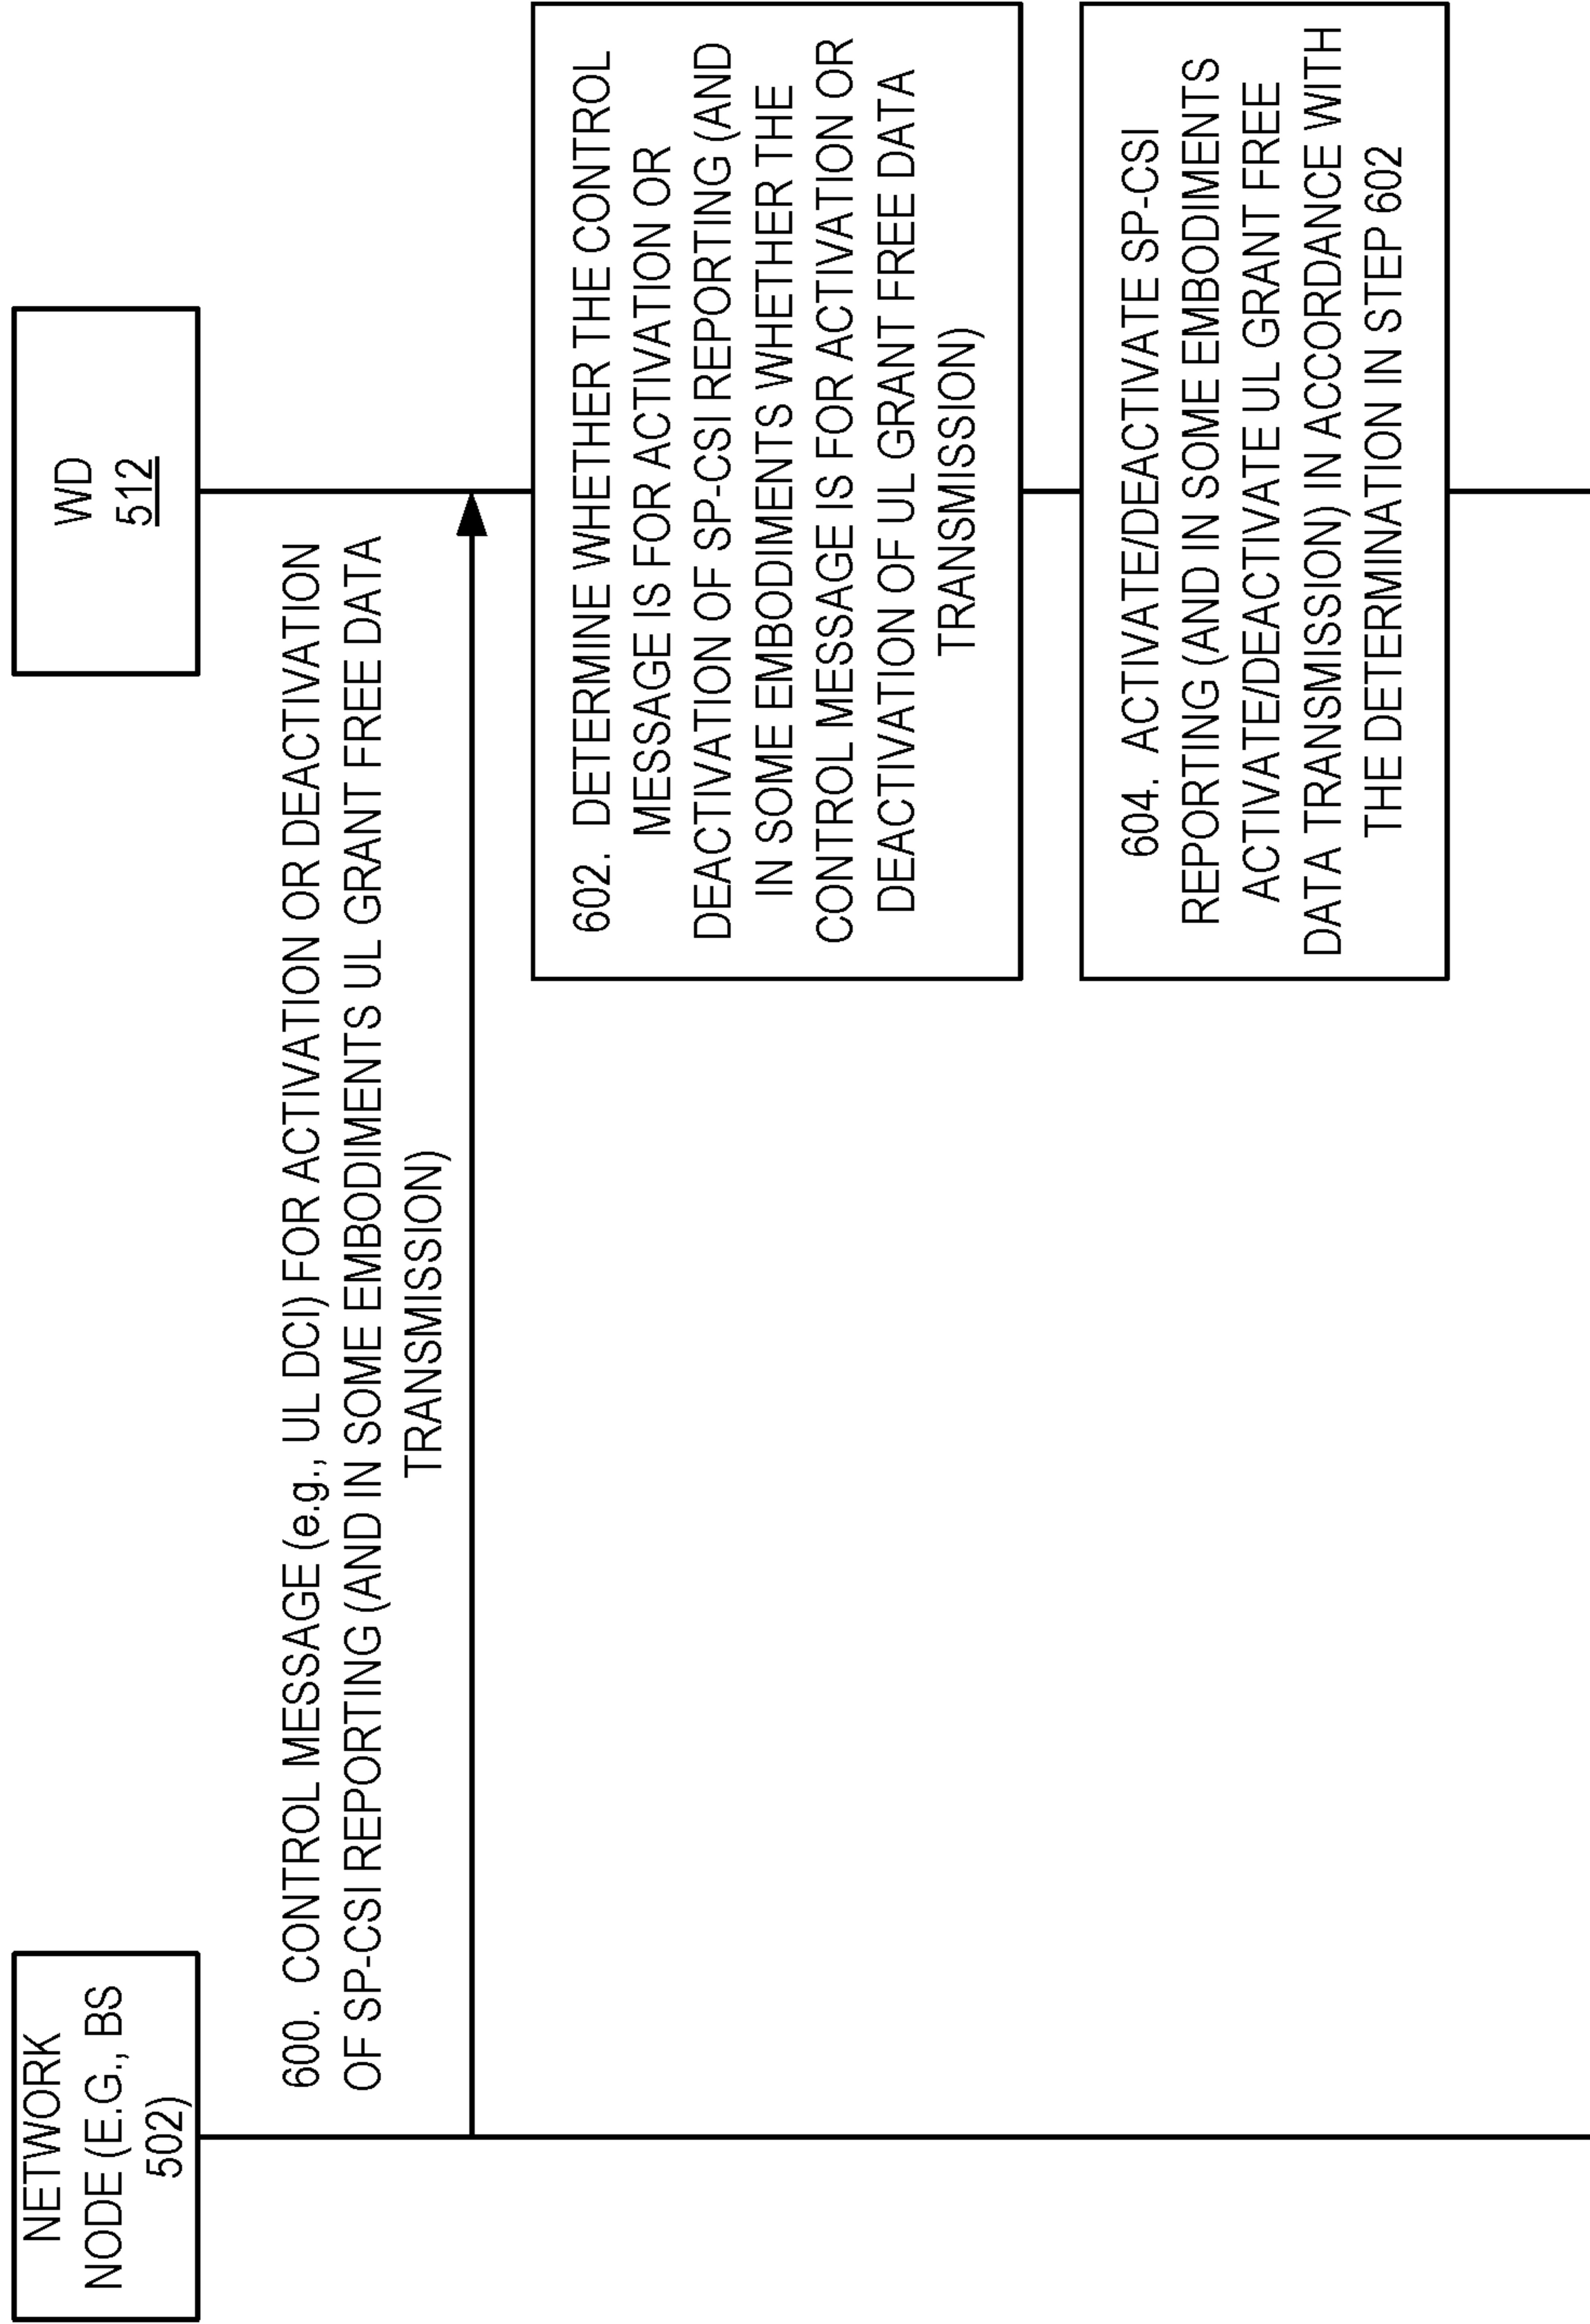 NETWORK
NODE (E.G., BS
502)
WD
512
600. CONTROL MESSAGE (e.g., UL DCI) FOR ACTIVATION OR DEACTIVATION
OF SP-CSI REPORTING (AND IN SOME EMBODIMENTS UL GRANT FREE DATA
TRANSMISSION)
602. DETERMINE WHETHER THE CONTROL
MESSAGE IS FOR ACTIVATION OR
DEACTIVATION OF SP-CSI REPORTING (AND
IN SOME EMBODIMENTS WHETHER THE
CONTROL MESSAGE IS FOR ACTIVATION OR
DEACTIVATION OF UL GRANT FREE DATA
TRANSMISSION)
604. ACTIVATE/DEACTIVATE SP-CSI
REPORTING (AND IN SOME EMBODIMENTS
ACTIVATE/DEACTIVATE UL GRANT FREE
DATA TRANSMISSION) IN ACCORDANCE WITH
THE DETERMINATION IN STEP 602